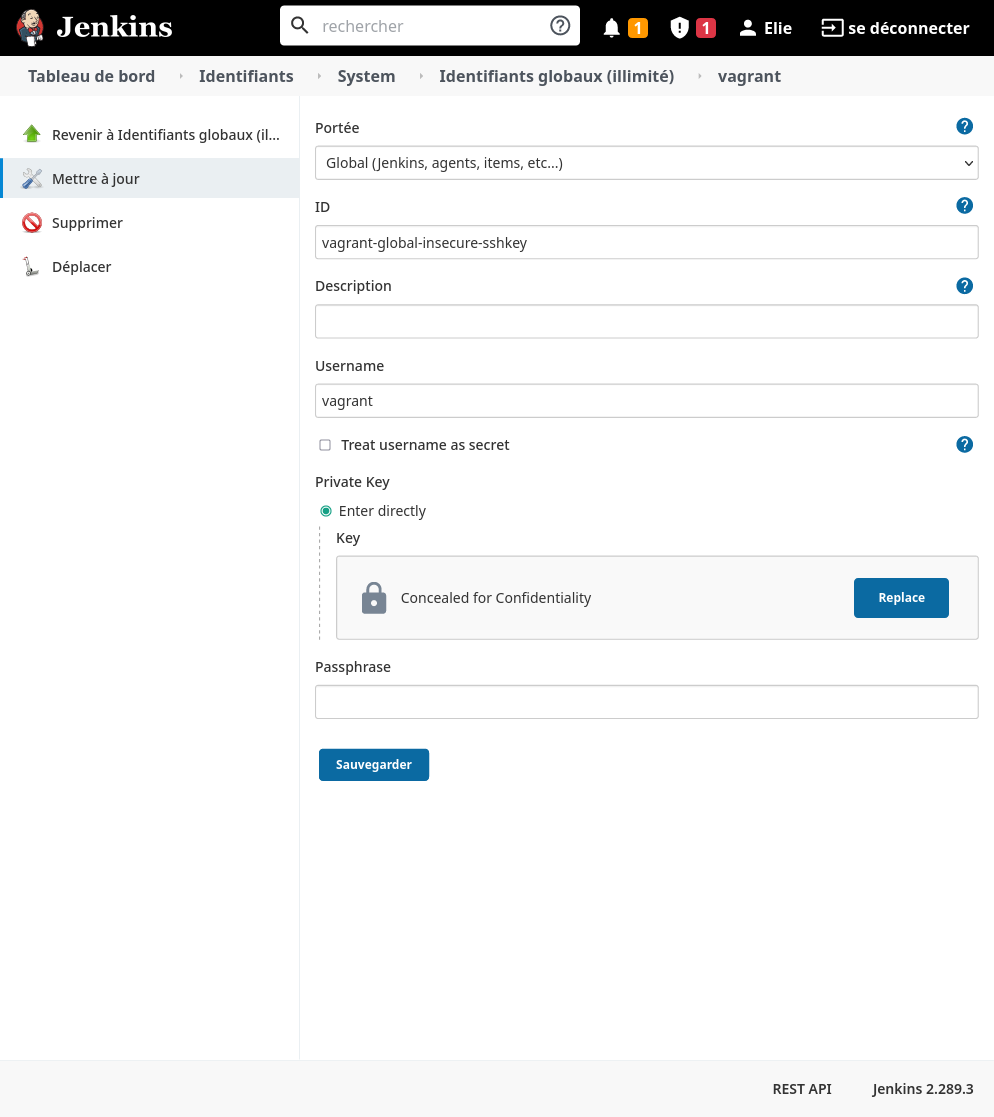 Jenkins
rechercher
1
1
Elie
se déconnecter
Tableau de bord
Identifiants
System
Identifiants globaux (illimité)
vagrant
Revenir à Identifiants globaux (il...
Mettre à jour
Supprimer
Déplacer
Portée
Global (Jenkins, agents, items, etc...)
ID
vagrant-global-insecure-sshkey
Description
Username
vagrant
Treat username as secret
Private Key
Enter directly
Key
Concealed for Confidentiality
Replace
Passphrase
Sauvegarder
REST API
Jenkins 2.289.3